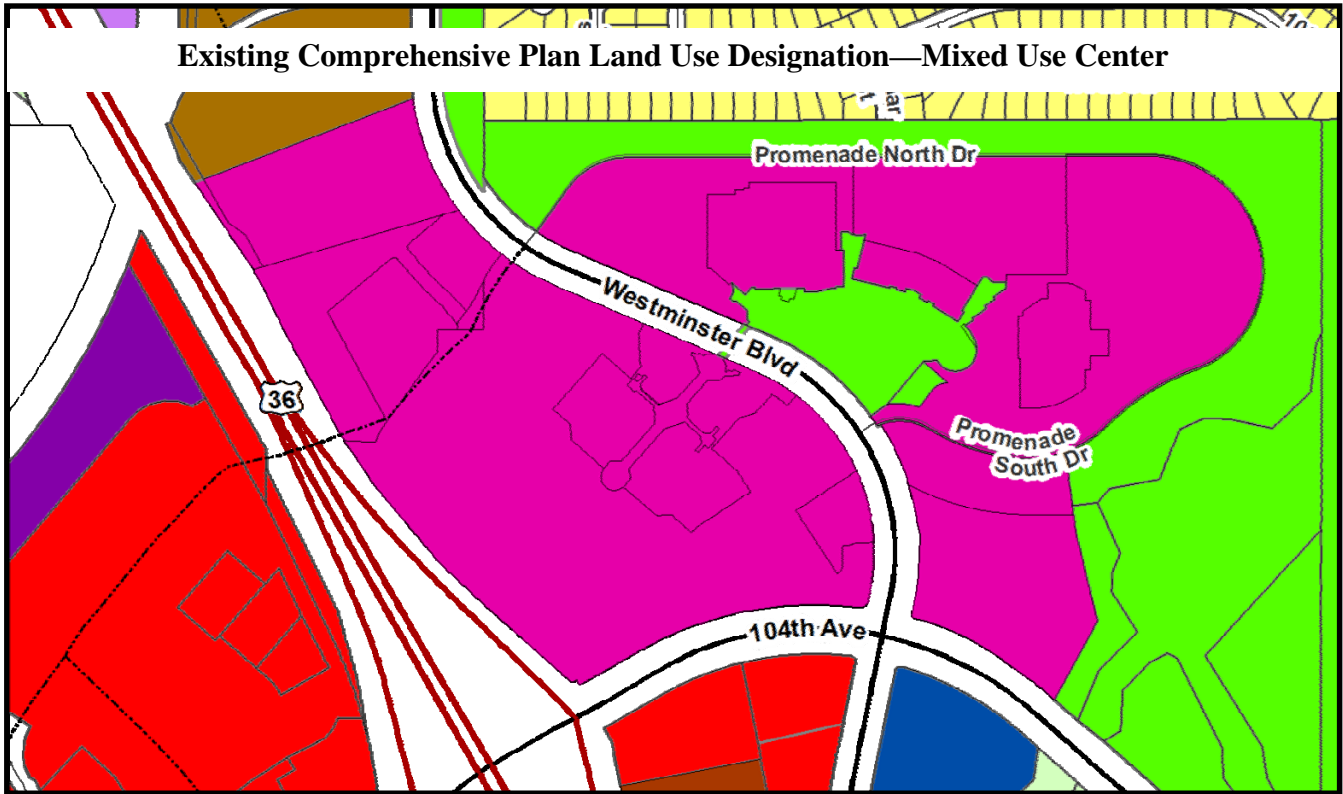 Existing Comprehensive Plan Land Use Designation—Mixed Use Center
Promenade North Dr
Westminster Blvd
36
Promenade
South Dr
104th Ave